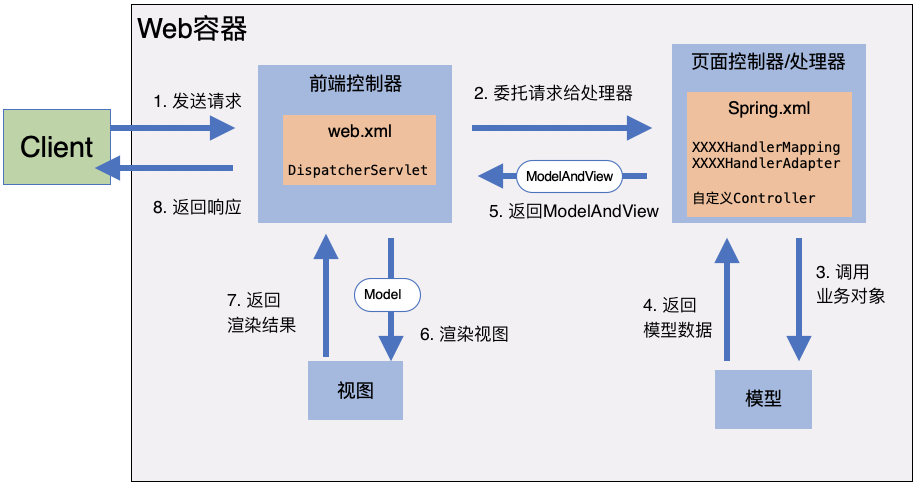 Web容器
Client
1. 发送请求
8. 返回响应
前端控制器
web.xml
DispatcherServlet
2. 委托请求给处理器
ModelAndView
5. 返回ModelAndView
页面控制器/处理器
Spring.xml
XXXXHandlerMapping
XXXXHandlerAdapter
自定义Controller
3. 调用
业务对象
4. 返回
模型数据
模型
7. 返回
渲染结果
Model
6. 渲染视图
视图